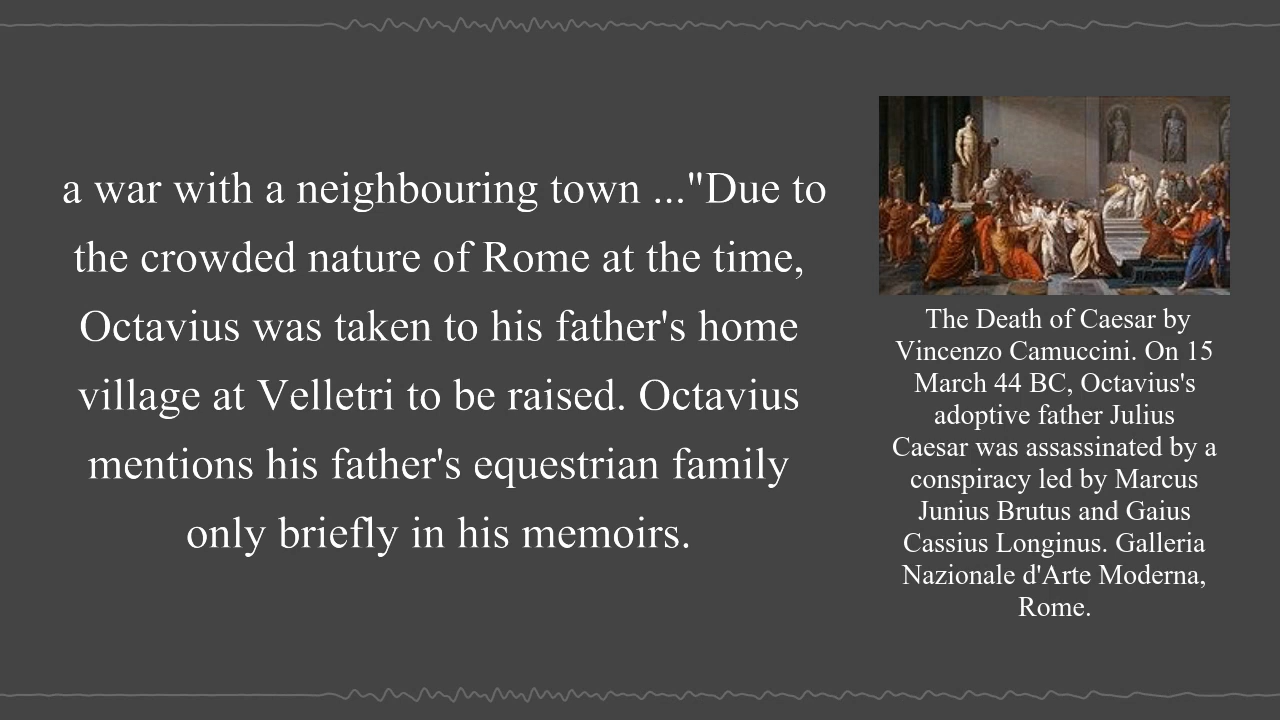 a war with a neighbouring town ..."Due to
the crowded nature of Rome at the time,
Octavius was taken to his father's home
village at Velletri to be raised. Octavius
mentions his father's equestrian family
only briefly in his memoirs.
The Death of Caesar by
Vincenzo Camuccini. On 15
March 44 BC, Octavius's
adoptive father Julius
Caesar was assassinated by a
conspiracy led by Marcus
Junius Brutus and Gaius
Cassius Longinus. Galleria
Nazionale d'Arte Moderna,
Rome.